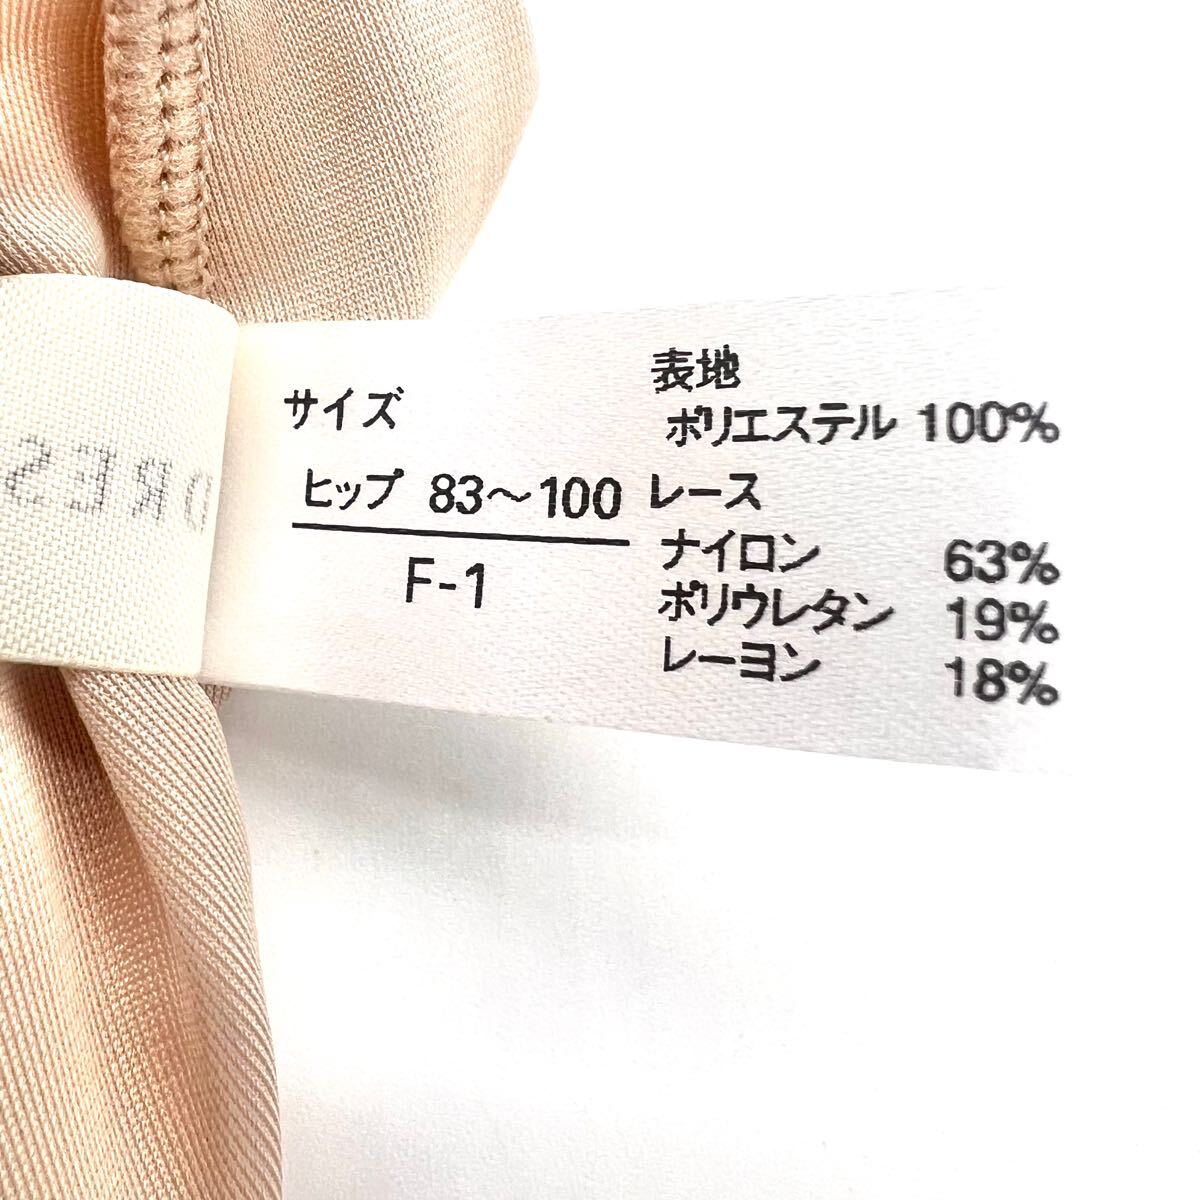 サイズ
ヒップ 83〜100
F-1
表地
ポリエステル 100%
レース
ナイロン 63%
ポリウレタン 19%
レーヨン 18%